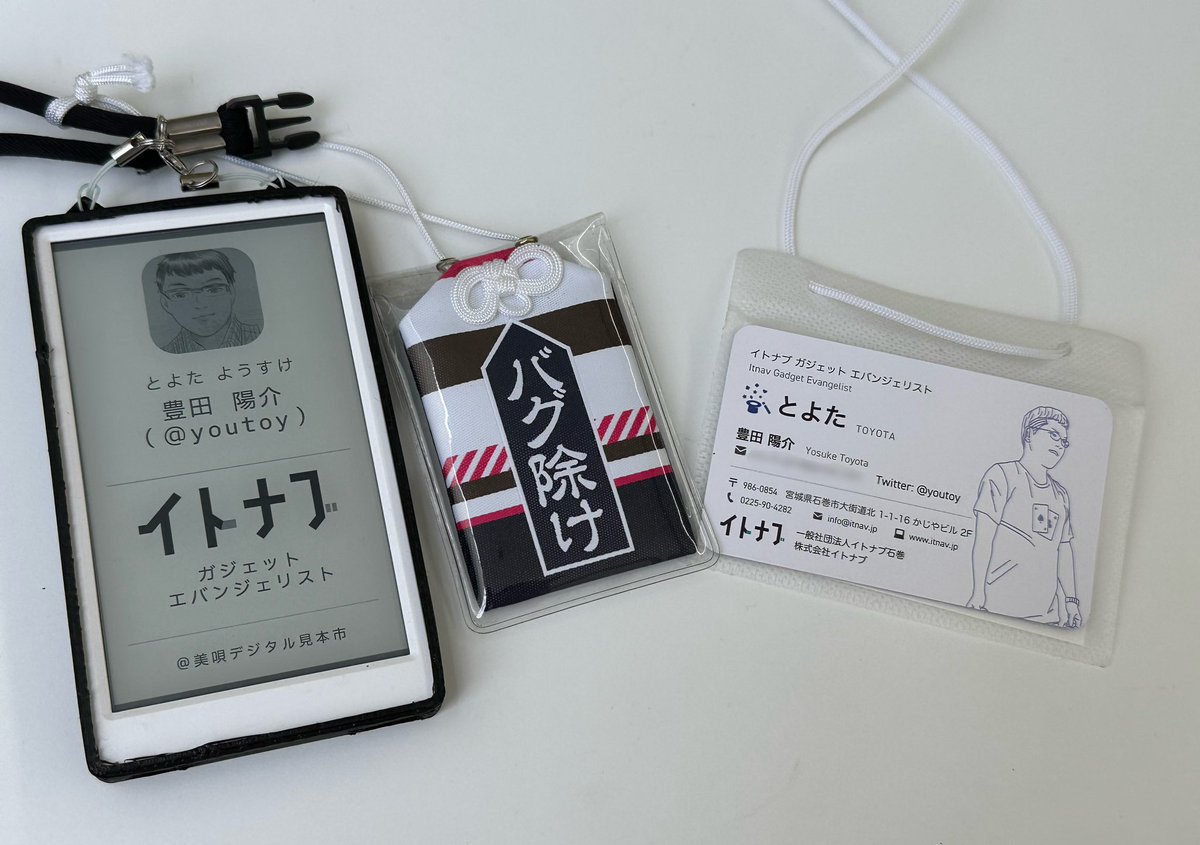 とよた ようすけ
豊田 陽介
(@youtoy)
イトナブ
ガジェット
エバンジェリスト
@美唄デジタル見本市
バグ除け
イトナブ ガジェット エバンジェリスト
Itnav Gadget Evangelist
とよた TOYOTA
豊田 陽介 Yosuke Toyota
Twitter: @youtoy
〒 986-0854 宮城県石巻市大街道北 1-1-16 かじやビル 2F
0225-90-4282 info@itnav.jp www.itnav.jp
イトナブ
一般社団法人イトナブ石巻
株式会社イトナブ